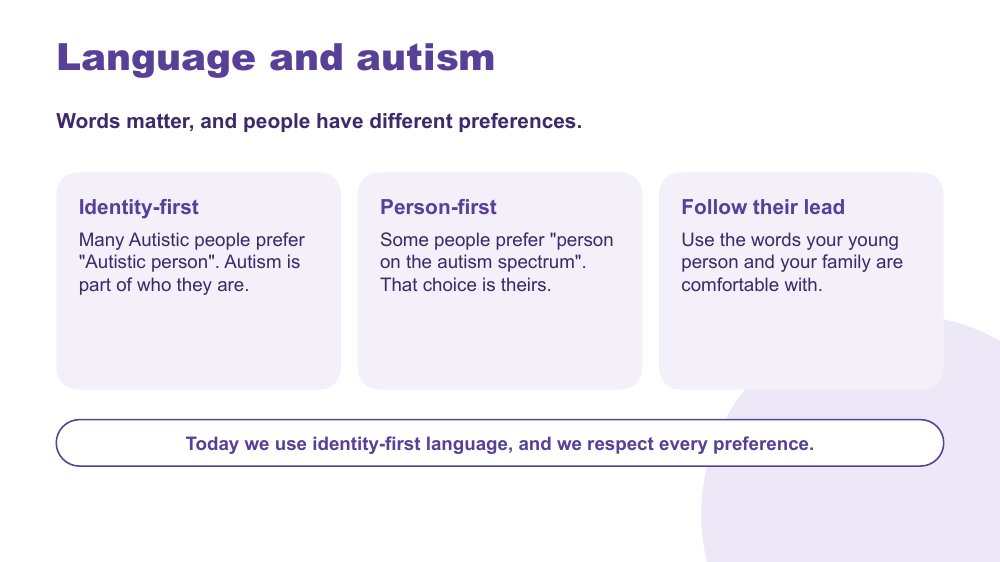 Language and autism
Words matter, and people have different preferences.
Identity-first
Many Autistic people prefer
"Autistic person". Autism is
part of who they are.
Person-first
Some people prefer "person
on the autism spectrum".
That choice is theirs.
Follow their lead
Use the words your young
person and your family are
comfortable with.
Today we use identity-first language, and we respect every preference.